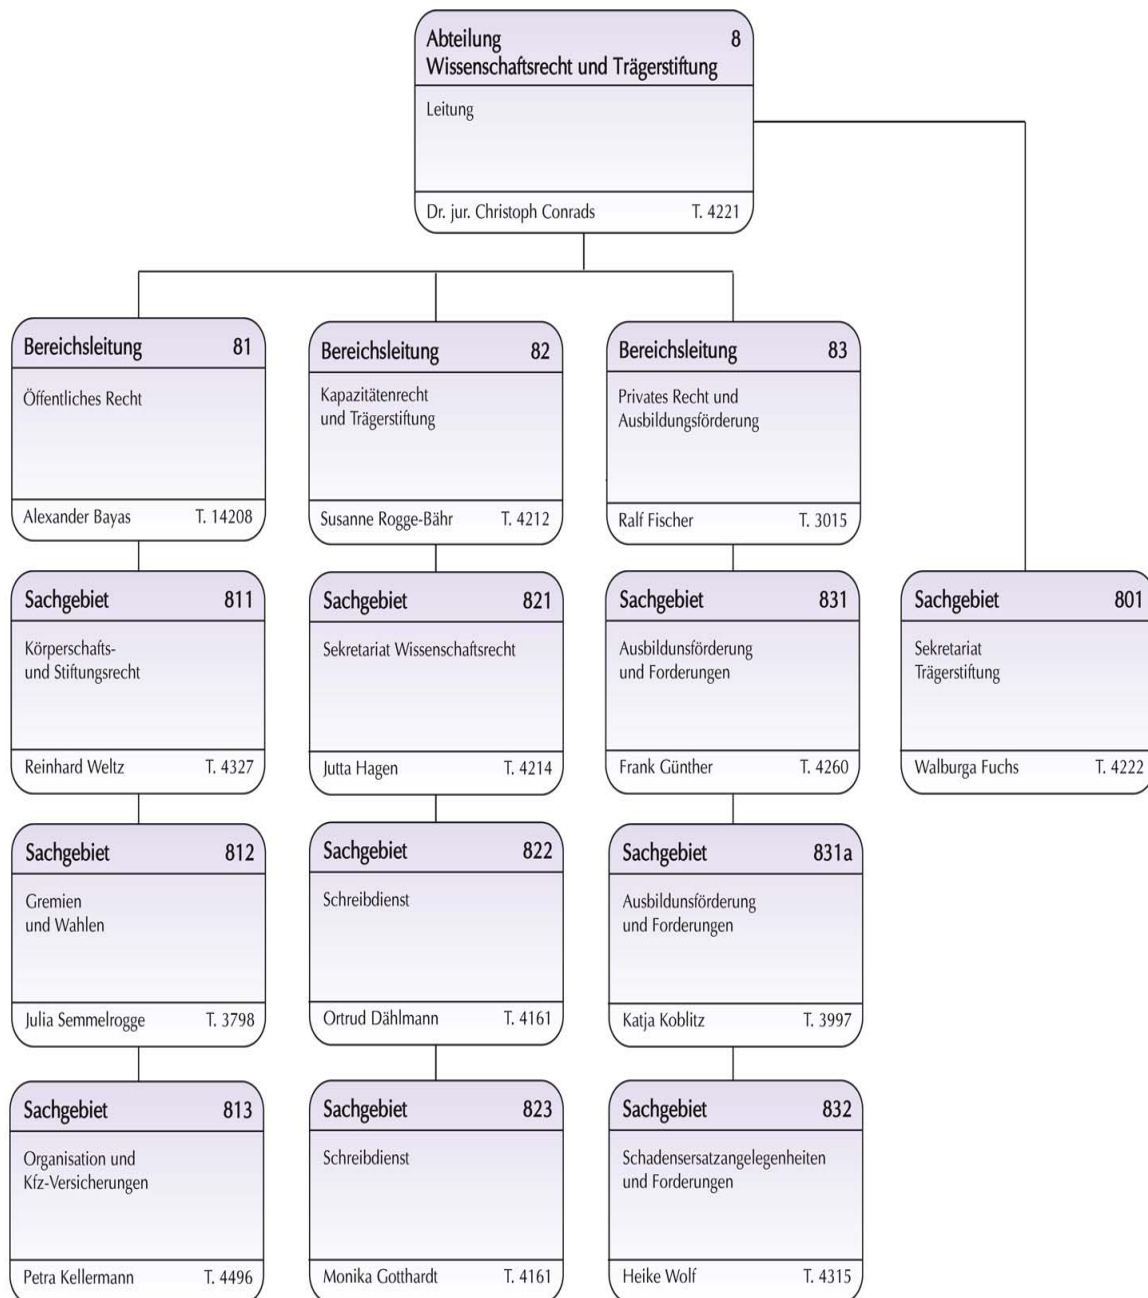 Abteilung 8
Wissenschaftsrecht und Trägerstiftung
Leitung
Dr. jur. Christoph Conrads T. 4221
Bereichsleitung 81
Öffentliches Recht
Alexander Bayas T. 14208
Bereichsleitung 82
Kapazitätenrecht
und Trägerstiftung
Susanne Rogge-Bähr T. 4212
Bereichsleitung 83
Privates Recht und
Ausbildungsförderung
Ralf Fischer T. 3015
Sachgebiet 811
Körperschafts-
und Stiftungsrecht
Reinhard Weltz T. 4327
Sachgebiet 821
Sekretariat Wissenschaftsrecht
Jutta Hagen T. 4214
Sachgebiet 831
Ausbildunsförderung
und Forderungen
Frank Günther T. 4260
Sachgebiet 801
Sekretariat
Trägerstiftung
Walburga Fuchs T. 4222
Sachgebiet 812
Gremien
und Wahlen
Julia Semmelrogge T. 3798
Sachgebiet 822
Schreibdienst
Ortrud Dählmann T. 4161
Sachgebiet 831a
Ausbildunsförderung
und Forderungen
Katja Koblitz T. 3997
Sachgebiet 813
Organisation und
Kfz-Versicherungen
Petra Kellermann T. 4496
Sachgebiet 823
Schreibdienst
Monika Gotthardt T. 4161
Sachgebiet 832
Schadensersatzangelegenheiten
und Forderungen
Heike Wolf T. 4315